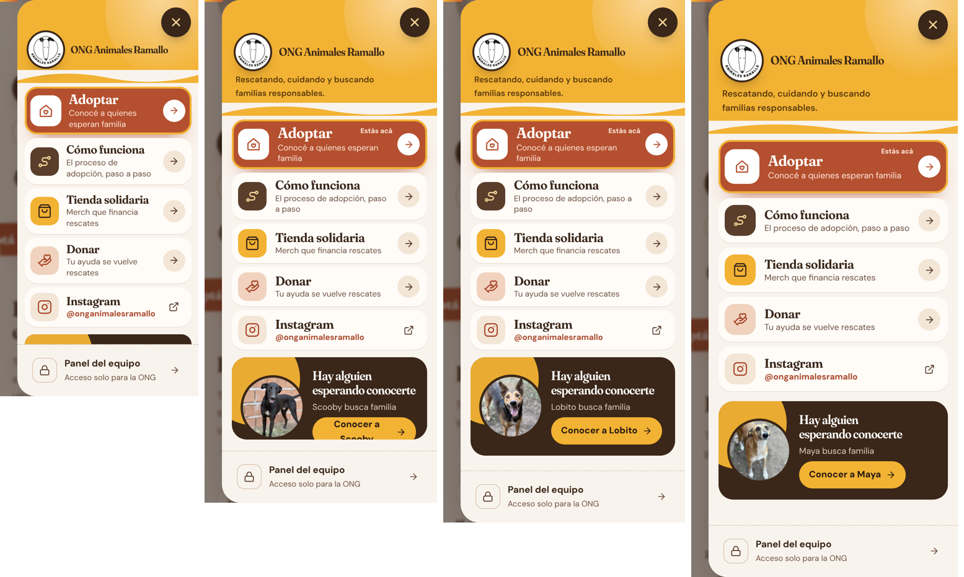 ONG Animales Ramallo
Adoptar
Conocé a quienes
esperan familia
Cómo funciona
El proceso de
adopción, paso a paso
Tienda solidaria
Merch que financia
rescates
Donar
Tu ayuda se vuelve
rescates
Instagram
@onganimalesramallo
Panel del equipo
Acceso solo para la ONG
ONG Animales Ramallo
Rescatando, cuidando y buscando
familias responsables.
Adoptar
Estás acá
Conocé a quienes esperan
familia
Cómo funciona
El proceso de adopción, paso
a paso
Tienda solidaria
Merch que financia rescates
Donar
Tu ayuda se vuelve rescates
Instagram
@onganimalesramallo
Hay alguien
esperando conocerte
Scooby busca familia
Conocer a
Scooby
Panel del equipo
Acceso solo para la ONG
ONG Animales Ramallo
Rescatando, cuidando y buscando
familias responsables.
Adoptar
Estás acá
Conocé a quienes esperan
familia
Cómo funciona
El proceso de adopción, paso a
paso
Tienda solidaria
Merch que financia rescates
Donar
Tu ayuda se vuelve rescates
Instagram
@onganimalesramallo
Hay alguien
esperando conocerte
Lobito busca familia
Conocer a Lobito
Panel del equipo
Acceso solo para la ONG
ONG Animales Ramallo
Rescatando, cuidando y buscando
familias responsables.
Estás acá
Adoptar
Conocé a quienes esperan familia
Cómo funciona
El proceso de adopción, paso a paso
Tienda solidaria
Merch que financia rescates
Donar
Tu ayuda se vuelve rescates
Instagram
@onganimalesramallo
Hay alguien
esperando conocerte
Maya busca familia
Conocer a Maya
Panel del equipo
Acceso solo para la ONG